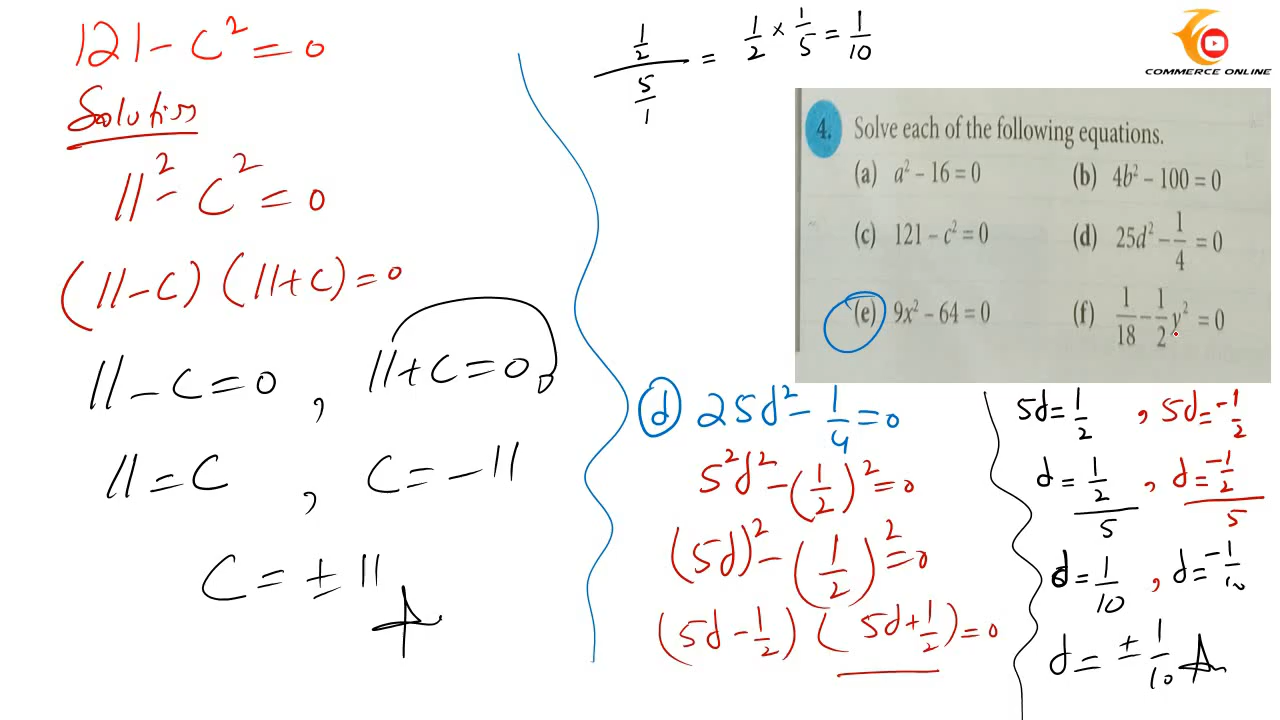 121 - c² = 0
Solution
11² - c² = 0
(11-c) (11+c) = 0
11 - c = 0 , 11+c = 0
11 = c , c = -11
c = ± 11
1/2 / 5/1 = 1/2 × 1/5 = 1/10
COMMERCE ONLINE
4. Solve each of the following equations.
(a) a² - 16 = 0 (b) 4b² - 100 = 0
(c) 121 - c² = 0 (d) 25d² - 1/4 = 0
(e) 9x² - 64 = 0 (f) 1/18 - 1/2 y² = 0
(d) 25d² - 1/4 = 0
5²d² - (1/2)² = 0
(5d)² - (1/2)² = 0
(5d - 1/2) (5d + 1/2) = 0
5d = 1/2 , 5d = -1/2
d = 1/2 / 5 , d = -1/2 / 5
d = 1/10 , d = -1/10
d = ± 1/10